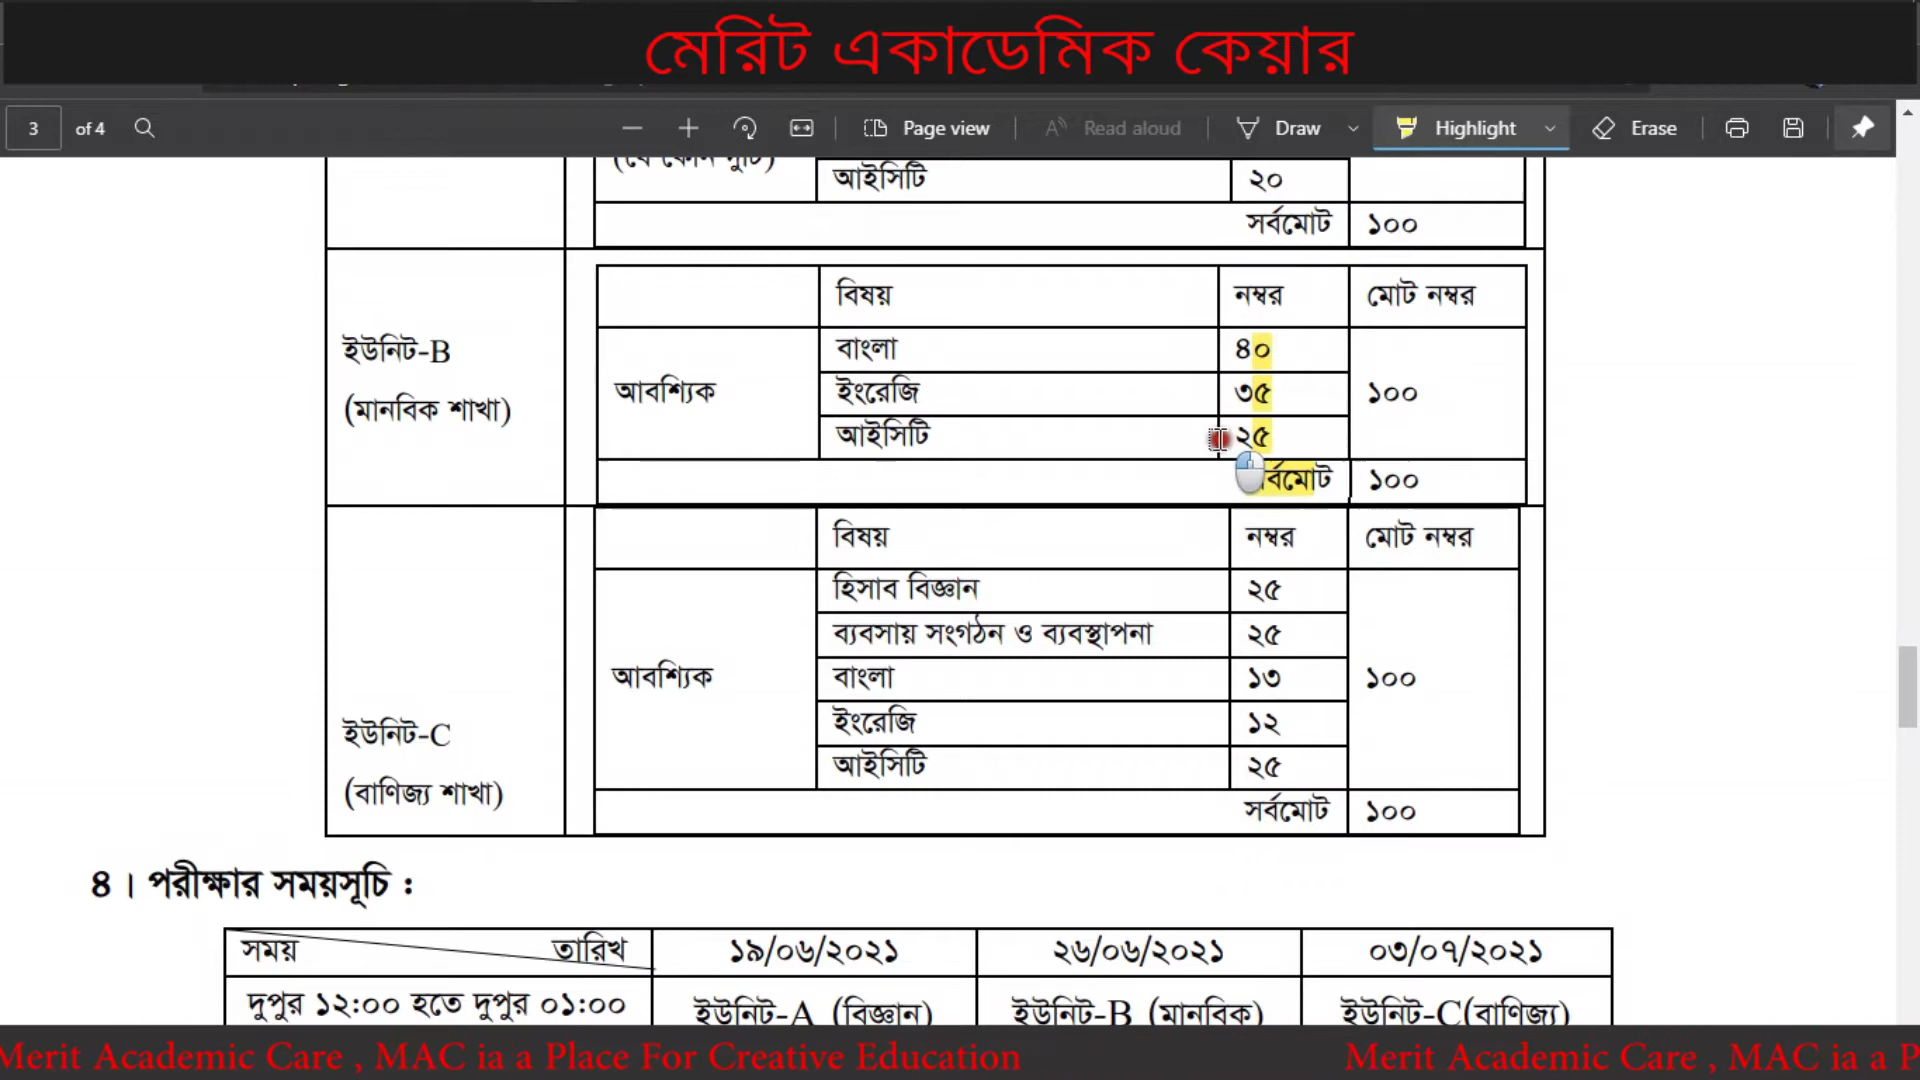 মেরিট একাডেমিক কেয়ার
3 of 4 Page view Read aloud Draw Highlight Erase
(যে কোন দুটি)
আইসিটি ২০
সর্বমোট ১০০
ইউনিট-B
(মানবিক শাখা)
বিষয় নম্বর মোট নম্বর
আবশ্যিক
বাংলা ৪০
ইংরেজি ৩৫ ১০০
আইসিটি ২৫
সর্বমোট ১০০
ইউনিট-C
(বাণিজ্য শাখা)
বিষয় নম্বর মোট নম্বর
হিসাব বিজ্ঞান ২৫
ব্যবসায় সংগঠন ও ব্যবস্থাপনা ২৫
আবশ্যিক বাংলা ১৩ ১০০
ইংরেজি ১২
আইসিটি ২৫
সর্বমোট ১০০
৪। পরীক্ষার সময়সূচি :
সময় তারিখ ১৯/০৬/২০২১ ২৬/০৬/২০২১ ০৩/০৭/২০২১
দুপুর ১২:০০ হতে দুপুর ০১:০০ ইউনিট-A (বিজ্ঞান) ইউনিট-B (মানবিক) ইউনিট-C(বাণিজ্য)
Merit Academic Care , MAC ia a Place For Creative Education Merit Academic Care , MAC ia a P